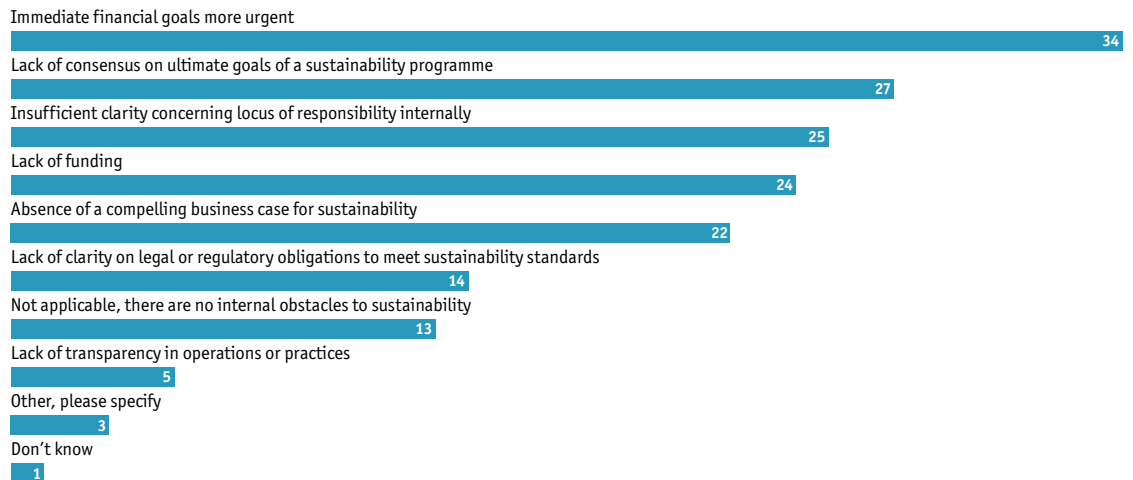 Immediate financial goals more urgent
34
Lack of consensus on ultimate goals of a sustainability programme
27
Insufficient clarity concerning locus of responsibility internally
25
Lack of funding
24
Absence of a compelling business case for sustainability
22
Lack of clarity on legal or regulatory obligations to meet sustainability standards
14
Not applicable, there are no internal obstacles to sustainability
13
Lack of transparency in operations or practices
5
Other, please specify
3
Don’t know
1